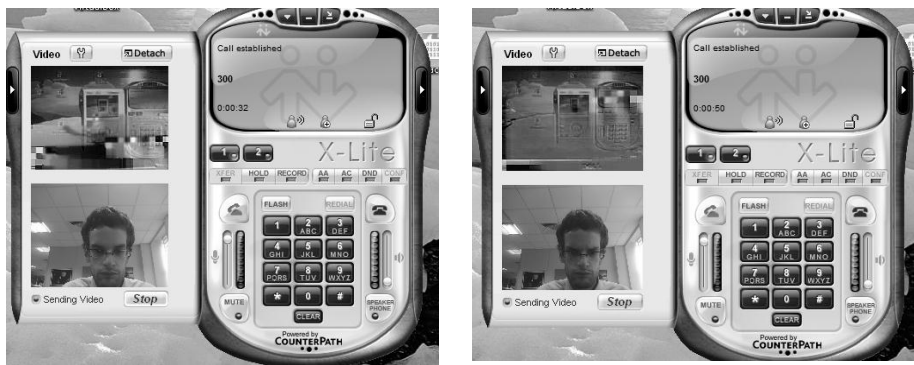 Video
Detach
Call established
300
0:00:32
1 2
X-Lite
XFER HOLD RECORD AA AC DND CONF
FLASH REDIAL
1 2 ABC 3 DEF
4 GHI 5 JKL 6 MNO
7 PQRS 8 TUV 9 WXYZ
* 0 #
Sending Video Stop
MUTE SPEAKER PHONE
CLEAR
Powered by
COUNTERPATH
Video
Detach
Call established
300
0:00:50
1 2
X-Lite
XFER HOLD RECORD AA AC DND CONF
FLASH REDIAL
1 2 ABC 3 DEF
4 GHI 5 JKL 6 MNO
7 PQRS 8 TUV 9 WXYZ
* 0 #
Sending Video Stop
MUTE SPEAKER PHONE
CLEAR
Powered by
COUNTERPATH